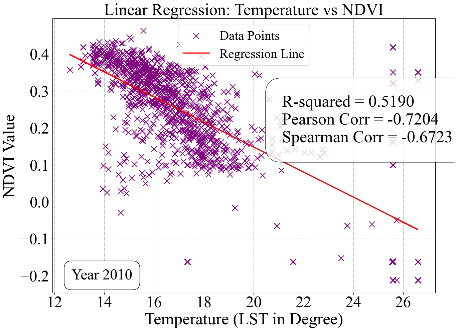 Linear Regression: Temperature vs NDVI
Data Points
Regression Line
R-squared = 0.5190
Pearson Corr = -0.7204
Spearman Corr = -0.6723
NDVI Value
0.4
0.3
0.2
0.1
0.0
−0.1
−0.2
Year 2010
12 14 16 18 20 22 24 26
Temperature (LST in Degree)